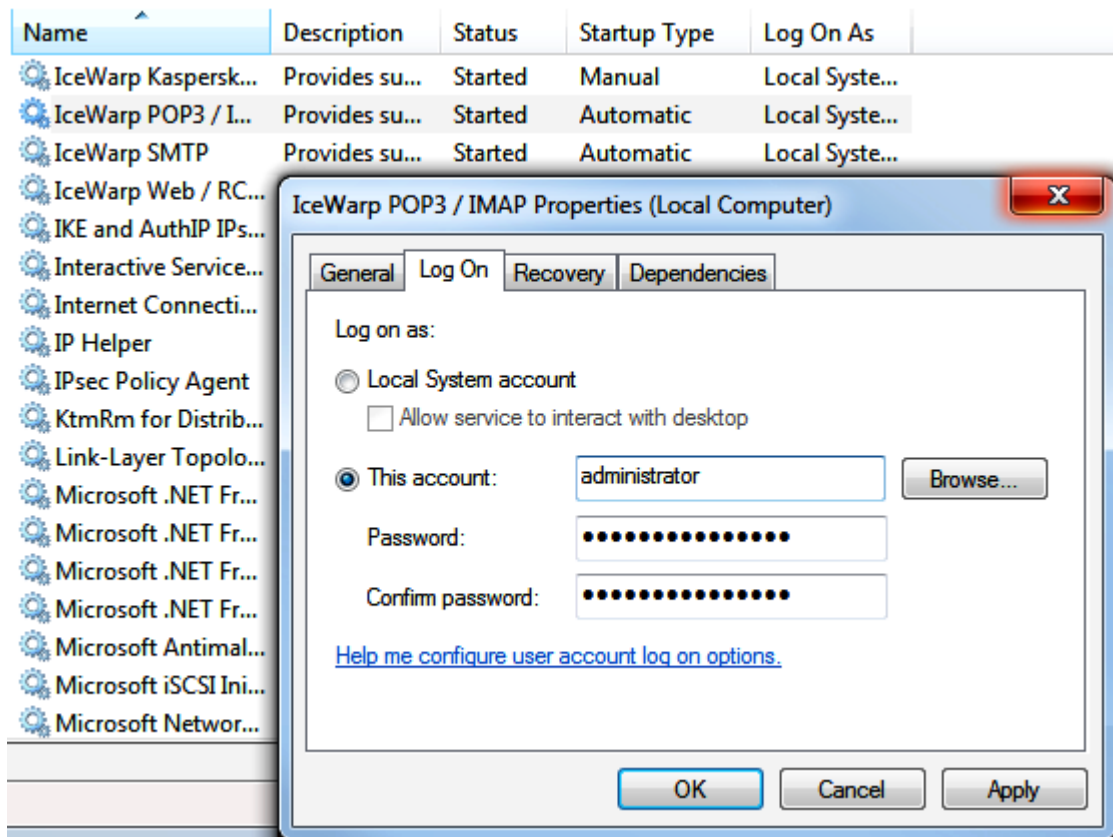 Name Description Status Startup Type Log On As
IceWarp Kaspersk... Provides su... Started Manual Local Syste...
IceWarp POP3 / I... Provides su... Started Automatic Local Syste...
IceWarp SMTP Provides su... Started Automatic Local Syste...
IceWarp Web / RC...
IKE and AuthIP IPs...
Interactive Service...
Internet Connecti...
IP Helper
IPsec Policy Agent
KtmRm for Distrib...
Link-Layer Topolo...
Microsoft .NET Fr...
Microsoft .NET Fr...
Microsoft .NET Fr...
Microsoft .NET Fr...
Microsoft Antimal...
Microsoft iSCSI Ini...
Microsoft Networ...
IceWarp POP3 / IMAP Properties (Local Computer)
General Log On Recovery Dependencies
Log on as:
Local System account
Allow service to interact with desktop
This account: administrator Browse...
Password: •••••••••••••••
Confirm password: •••••••••••••••
Help me configure user account log on options.
OK Cancel Apply